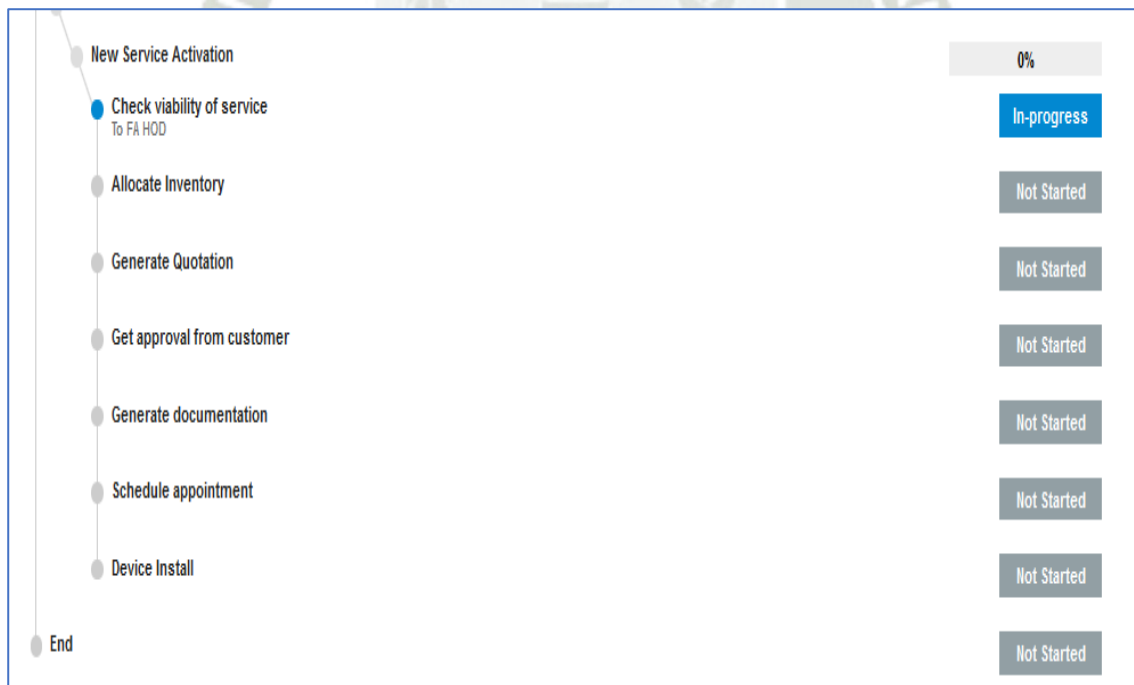 New Service Activation
0%
Check viability of service
To FA HOD
In-progress
Allocate Inventory
Not Started
Generate Quotation
Not Started
Get approval from customer
Not Started
Generate documentation
Not Started
Schedule appointment
Not Started
Device Install
Not Started
End
Not Started